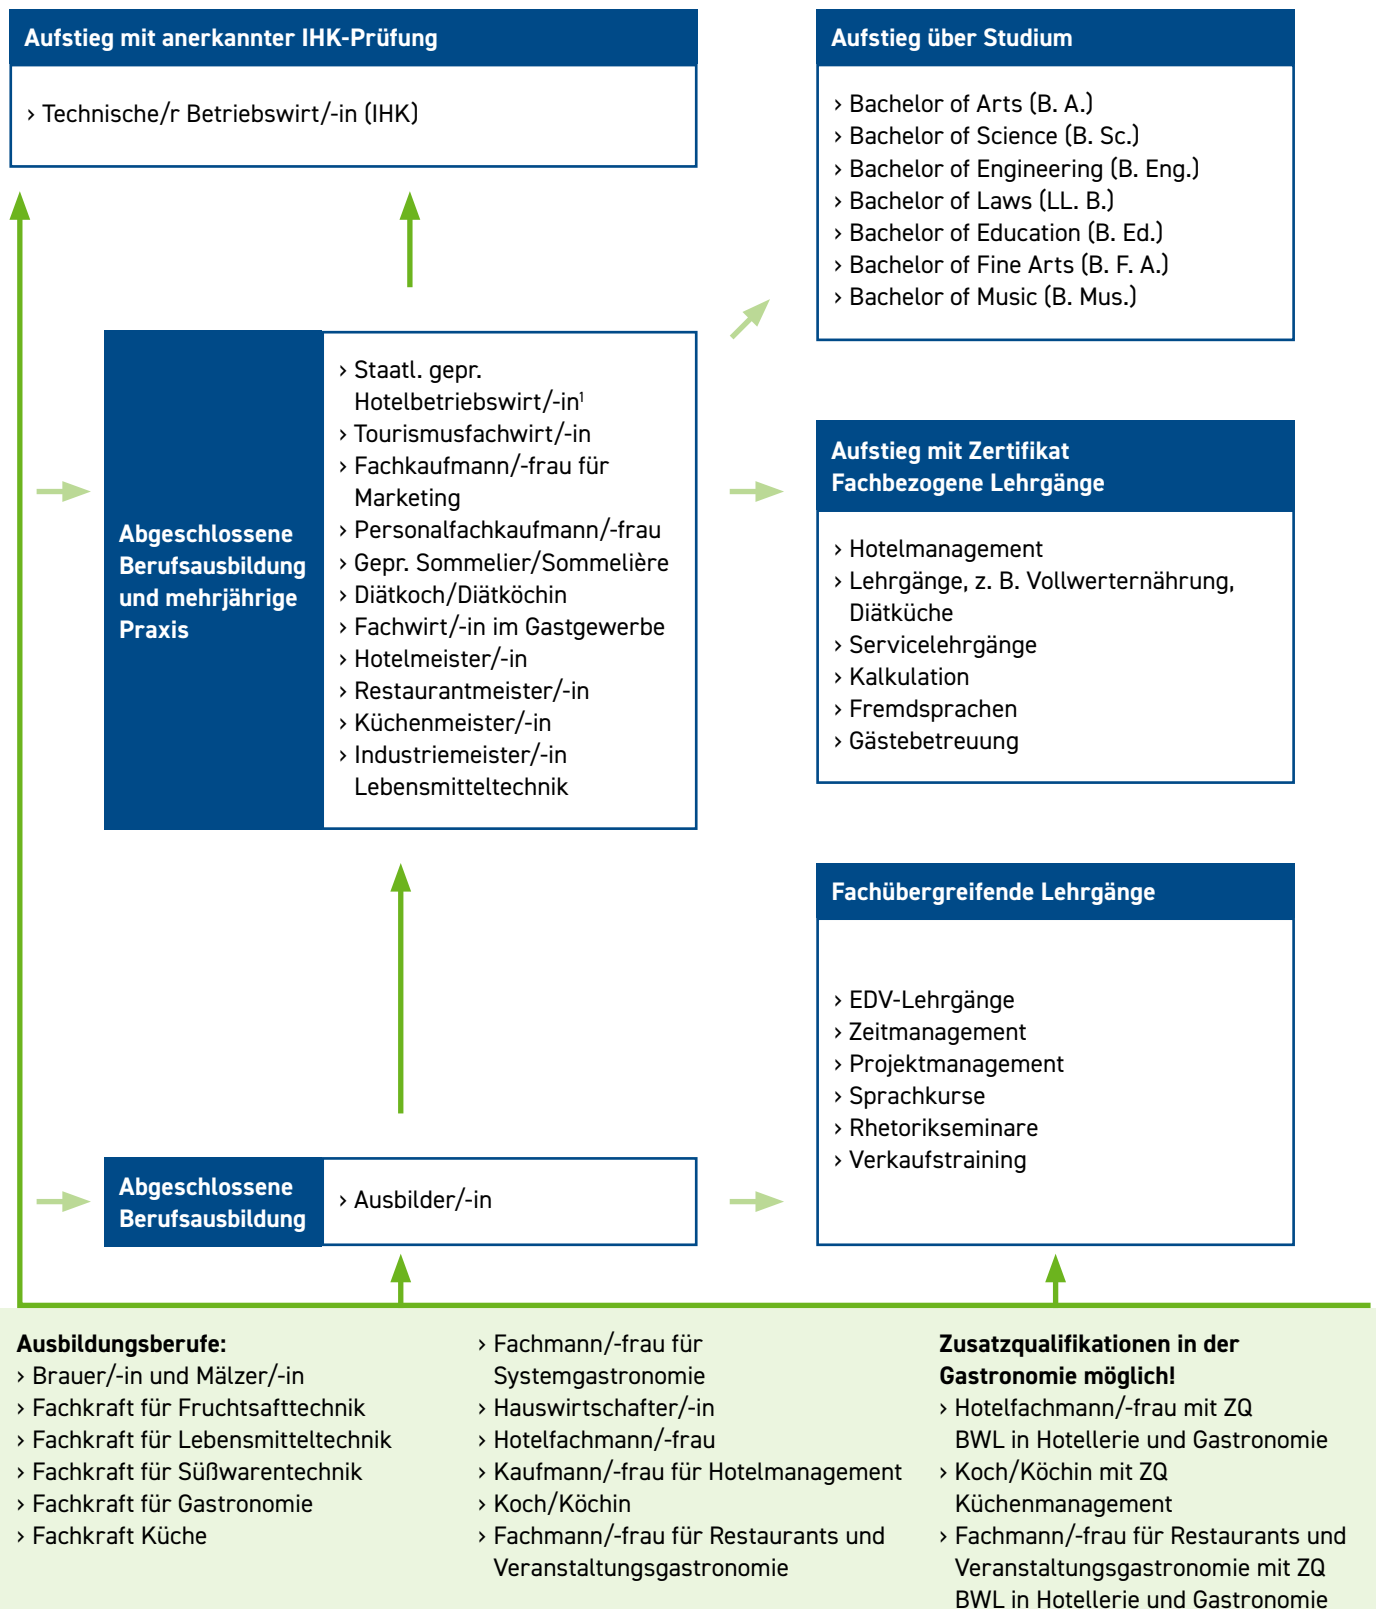 Aufstieg mit anerkannter IHK-Prüfung
› Technische/r Betriebswirt/-in (IHK)
Aufstieg über Studium
› Bachelor of Arts (B. A.)
› Bachelor of Science (B. Sc.)
› Bachelor of Engineering (B. Eng.)
› Bachelor of Laws (LL. B.)
› Bachelor of Education (B. Ed.)
› Bachelor of Fine Arts (B. F. A.)
› Bachelor of Music (B. Mus.)
Abgeschlossene
Berufsausbildung
und mehrjährige
Praxis
› Staatl. gepr.
Hotelbetriebswirt/-in¹
› Tourismusfachwirt/-in
› Fachkaufmann/-frau für
Marketing
› Personalfachkaufmann/-frau
› Gepr. Sommelier/Sommelière
› Diätkoch/Diätköchin
› Fachwirt/-in im Gastgewerbe
› Hotelmeister/-in
› Restaurantmeister/-in
› Küchenmeister/-in
› Industriemeister/-in
Lebensmitteltechnik
Aufstieg mit Zertifikat
Fachbezogene Lehrgänge
› Hotelmanagement
› Lehrgänge, z. B. Vollwerternährung,
Diätküche
› Servicelehrgänge
› Kalkulation
› Fremdsprachen
› Gästebetreuung
Fachübergreifende Lehrgänge
› EDV-Lehrgänge
› Zeitmanagement
› Projektmanagement
› Sprachkurse
› Rhetorikseminare
› Verkaufstraining
Abgeschlossene
Berufsausbildung
› Ausbilder/-in
Ausbildungsberufe:
› Brauer/-in und Mälzer/-in
› Fachkraft für Fruchtsafttechnik
› Fachkraft für Lebensmitteltechnik
› Fachkraft für Süßwarentechnik
› Fachkraft für Gastronomie
› Fachkraft Küche
› Fachmann/-frau für
Systemgastronomie
› Hauswirtschafter/-in
› Hotelfachmann/-frau
› Kaufmann/-frau für Hotelmanagement
› Koch/Köchin
› Fachmann/-frau für Restaurants und
Veranstaltungsgastronomie
Zusatzqualifikationen in der
Gastronomie möglich!
› Hotelfachmann/-frau mit ZQ
BWL in Hotellerie und Gastronomie
› Koch/Köchin mit ZQ
Küchenmanagement
› Fachmann/-frau für Restaurants und
Veranstaltungsgastronomie mit ZQ
BWL in Hotellerie und Gastronomie